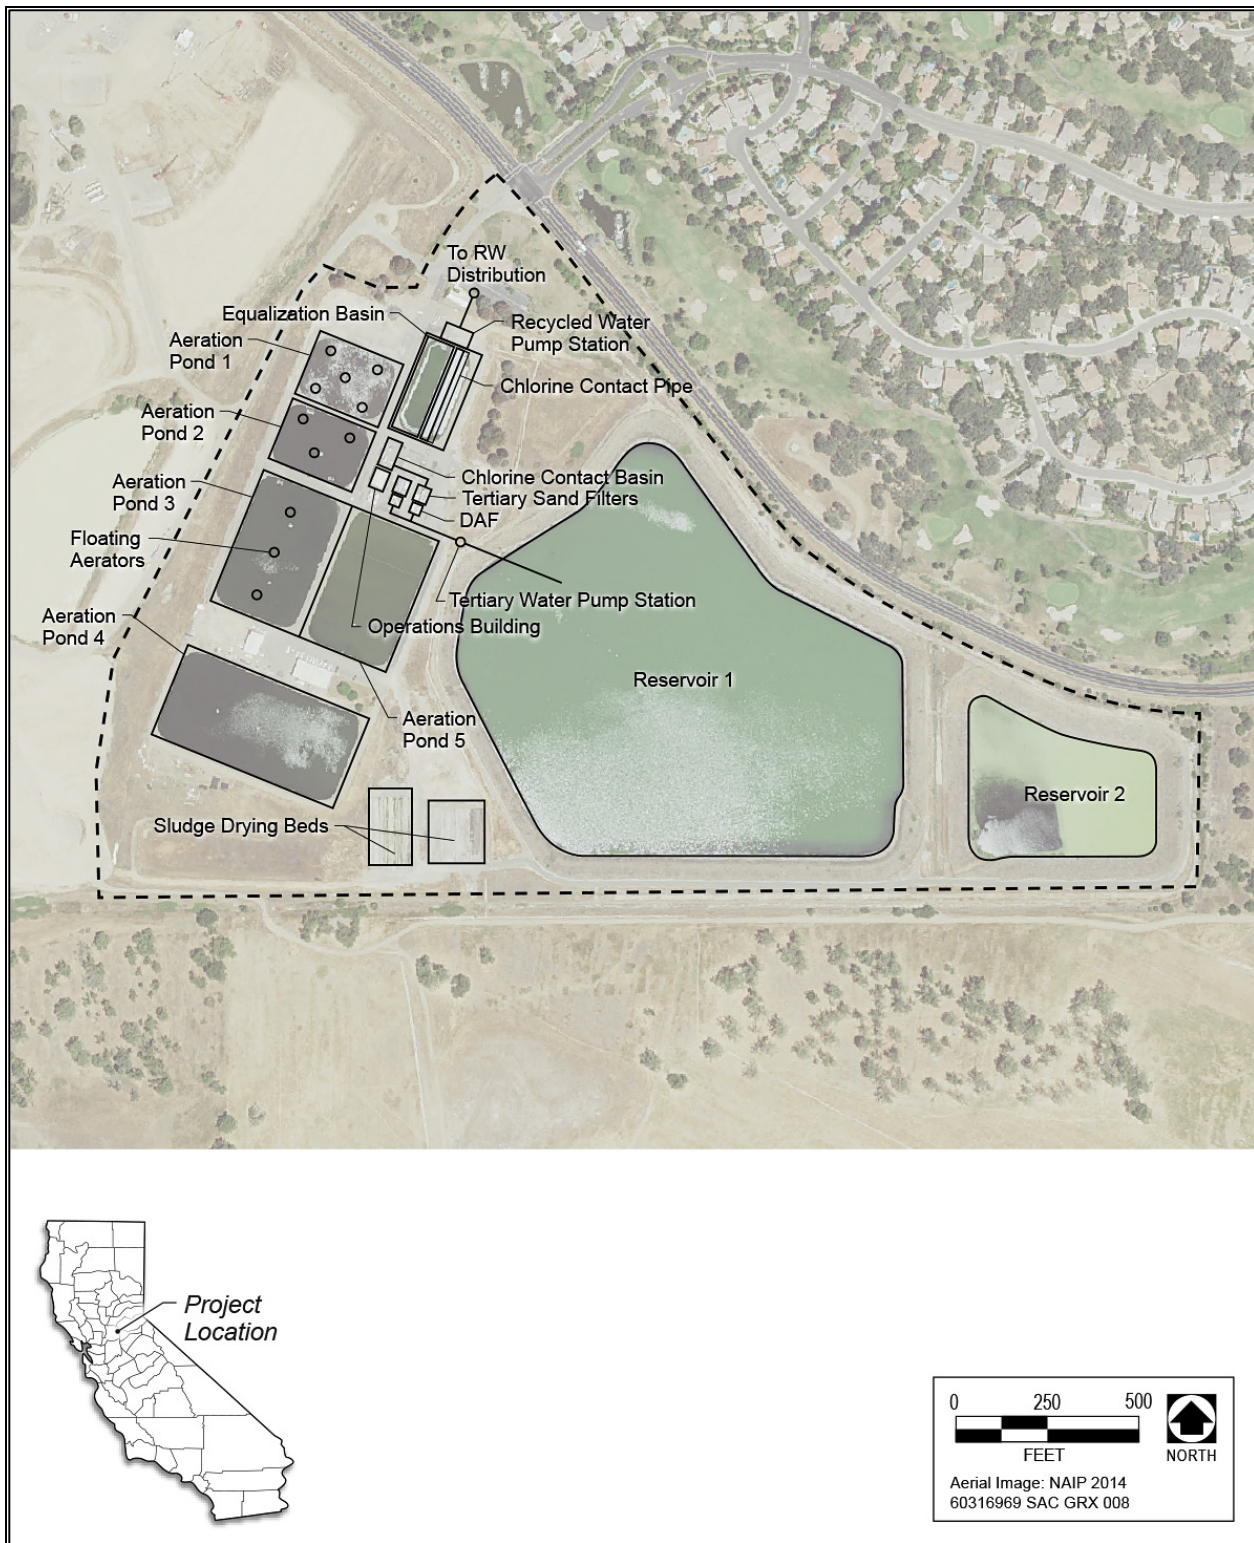 To RW
Distribution
Equalization Basin
Recycled Water
Pump Station
Aeration
Pond 1
Chlorine Contact Pipe
Aeration
Pond 2
Chlorine Contact Basin
Aeration
Pond 3
Tertiary Sand Filters
DAF
Floating
Aerators
Tertiary Water Pump Station
Aeration
Pond 4
Operations Building
Reservoir 1
Aeration
Pond 5
Reservoir 2
Sludge Drying Beds
Project
Location
0 250 500
FEET
NORTH
Aerial Image: NAIP 2014
60316969 SAC GRX 008